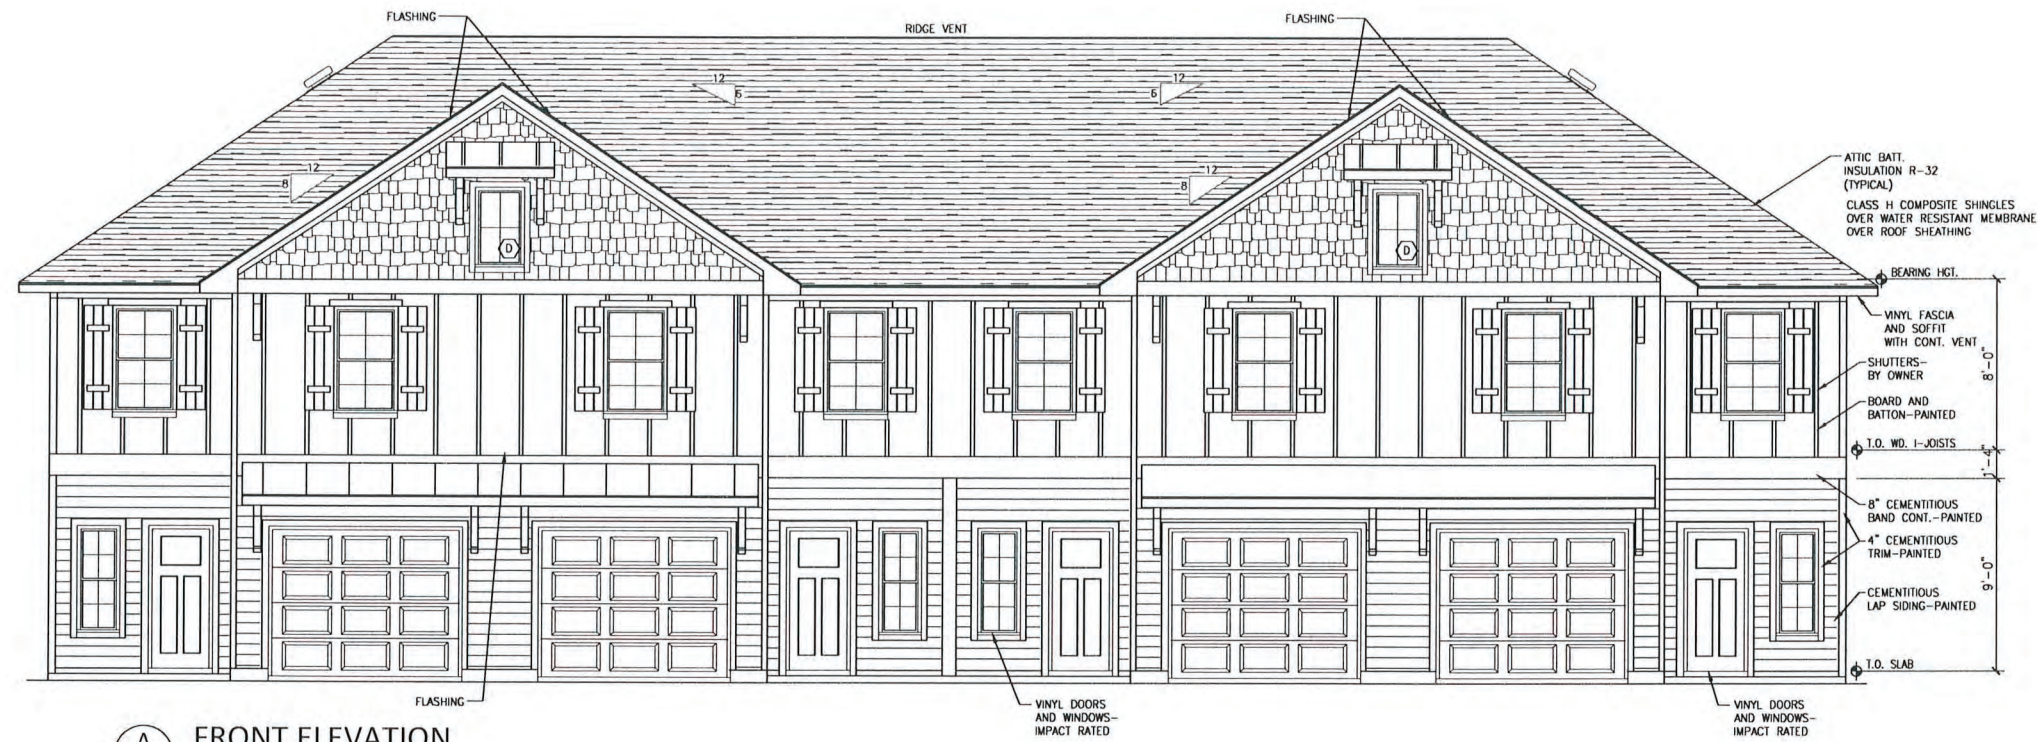 FLASHING
RIDGE VENT
FLASHING
12
6
12
6
12
8
12
8
D
D
ATTIC BATT.
INSULATION R-32
(TYPICAL)
CLASS H COMPOSITE SHINGLES
OVER WATER RESISTANT MEMBRANE
OVER ROOF SHEATHING
BEARING HGT.
VINYL FASCIA
AND SOFFIT
WITH CONT. VENT
8'-0"
SHUTTERS-
BY OWNER
BOARD AND
BATTON-PAINTED
T.O. WD. I-JOISTS
1'-4"
8" CEMENTITIOUS
BAND CONT.-PAINTED
4" CEMENTITIOUS
TRIM-PAINTED
9'-0"
CEMENTITIOUS
LAP SIDING-PAINTED
T.O. SLAB
FLASHING
VINYL DOORS
AND WINDOWS-
IMPACT RATED
VINYL DOORS
AND WINDOWS-
IMPACT RATED
A
FRONT ELEVATION